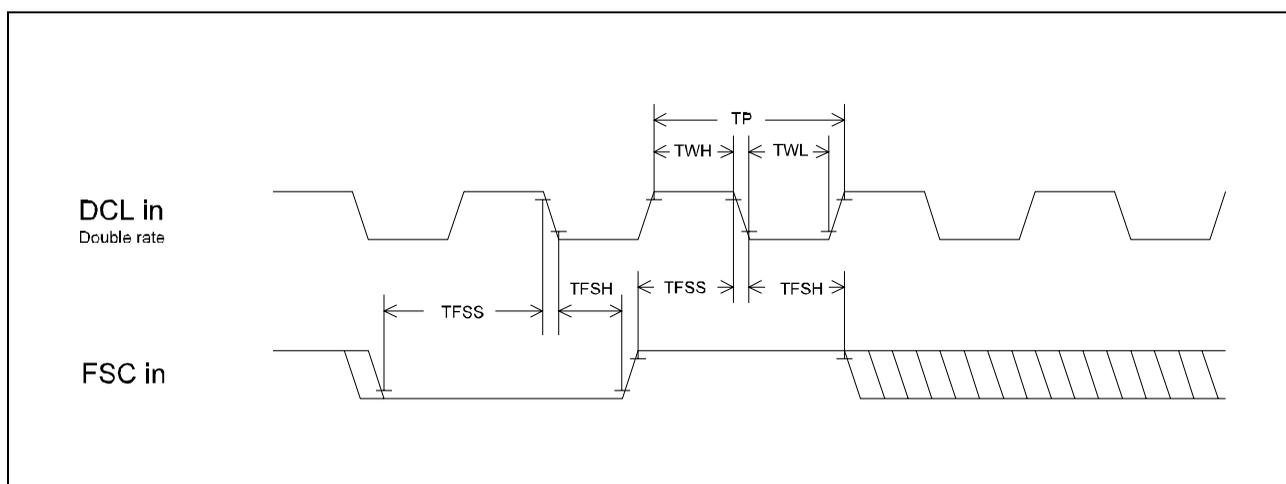 TP
TWH TWL
DCL in
Double rate
TFSS TFSH TFSS TFSH
FSC in